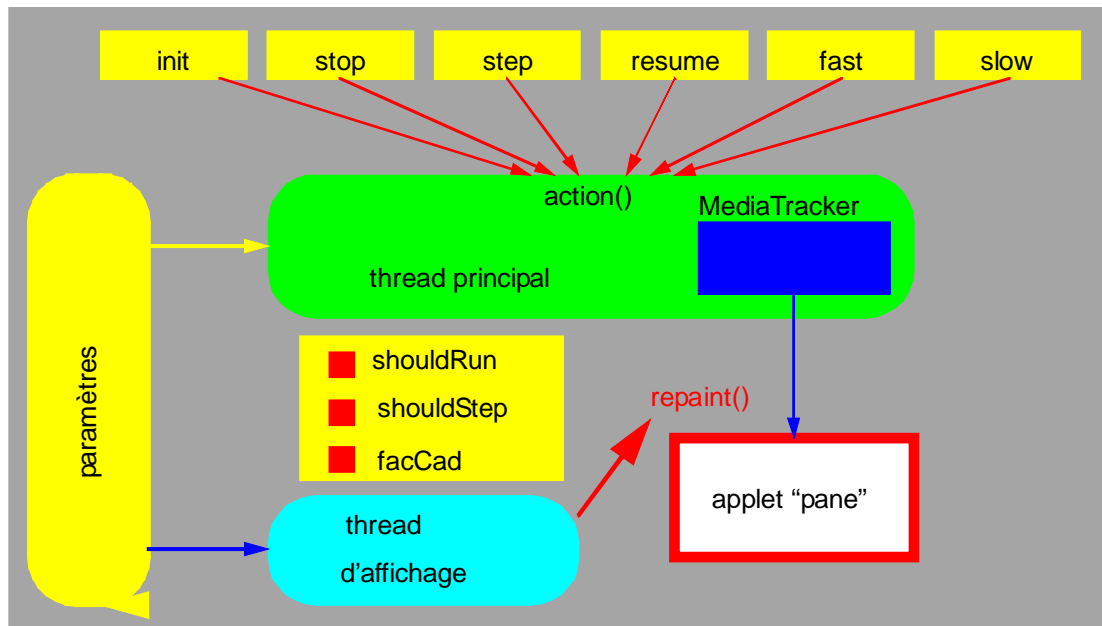 init
stop
step
resume
fast
slow
action()
MediaTracker
thread principal
paramètres
shouldRun
shouldStep
facCad
repaint()
applet “pane”
thread
d’affichage